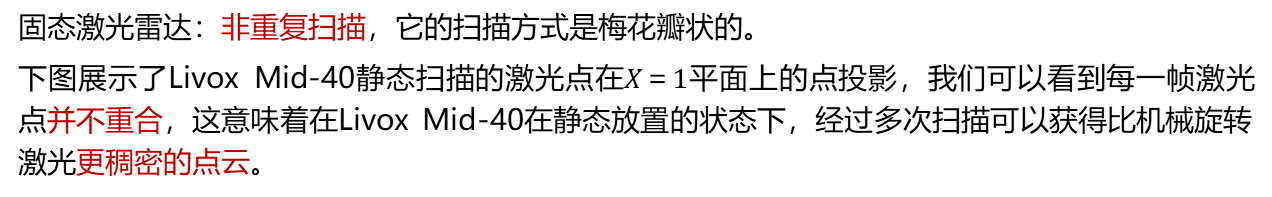 固态激光雷达：非重复扫描，它的扫描方式是梅花瓣状的。
下图展示了Livox Mid-40静态扫描的激光点在X = 1平面上的点投影，我们可以看到每一帧激光
点并不重合，这意味着在Livox Mid-40在静态放置的状态下，经过多次扫描可以获得比机械旋转
激光更稠密的点云。